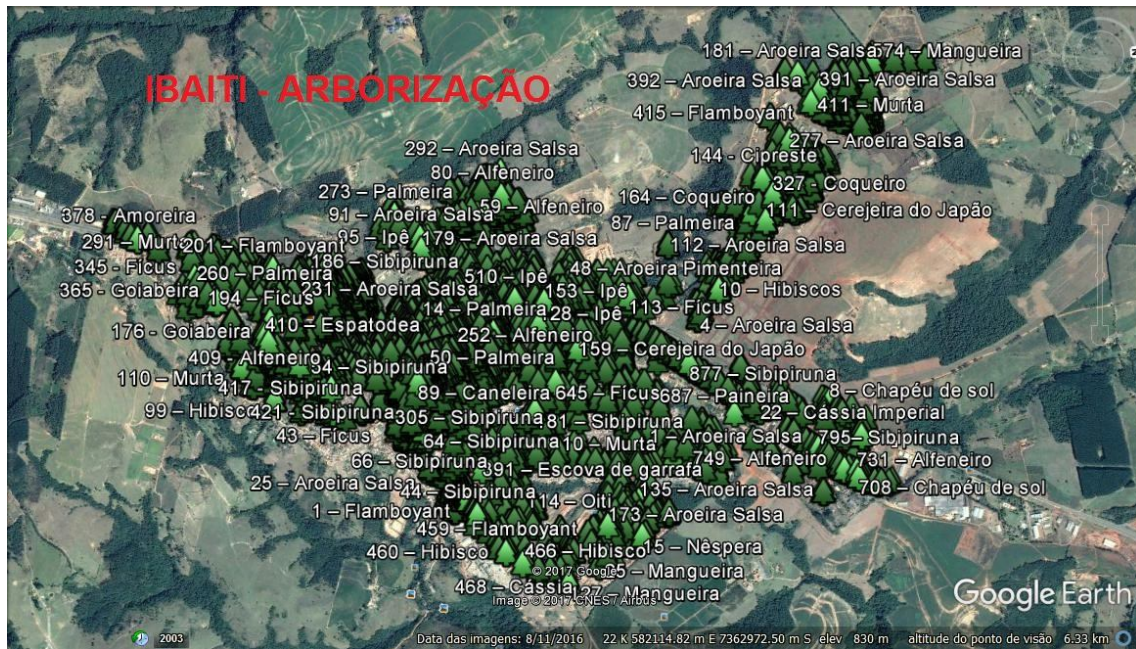 181 – Aroeira Salsa
574 – Mangueira
IBAITI - ARBORIZAÇÃO
392 – Aroeira Salsa
391 – Aroeira Salsa
415 – Flamboyant
411 – Murta
277 – Aroeira Salsa
292 – Aroeira Salsa
144 - Cipreste
80 – Alfeneiro
273 – Palmeira
327 - Coqueiro
164 – Coqueiro
59 – Alfeneiro
378 - Amoreira
91 – Aroeira Salsa
111 – Cerejeira do Japão
87 – Palmeira
95 – Ipê
179 – Aroeira Salsa
291 – Murta
201 – Flamboyant
112 – Aroeira Salsa
186 – Sibipiruna
345 - Ficus
260 – Palmeira
510 – Ipê
48 – Aroeira Pimenteira
365 – Goiabeira
231 – Aroeira Salsa
153 – Ipê
10 – Hibiscos
194 – Ficus
14 – Palmeira
28 – Ipê
113 – Ficus
176 - Goiabeira
410 – Espatodea
252 – Alfeneiro
4 – Aroeira Salsa
159 – Cerejeira do Japão
409 - Alfeneiro
34 – Sibipiruna
50 – Palmeira
877 – Sibipiruna
110 – Murta
417 - Sibipiruna
89 – Caneleira
645 – Ficus
687 – Paineira
8 – Chapéu de sol
99 – Hibisco
421 - Sibipiruna
305 – Sibipiruna
181 – Sibipiruna
22 – Cássia Imperial
43 – Ficus
64 – Sibipiruna
10 – Murta
1 – Aroeira Salsa
795– Sibipiruna
66 – Sibipiruna
391 – Escova de garrafa
749 – Alfeneiro
731 – Alfeneiro
25 – Aroeira Salsa
44 – Sibipiruna
114 – Oiti
135 – Aroeira Salsa
708 – Chapéu de sol
1 – Flamboyant
459 – Flamboyant
173 – Aroeira Salsa
460 – Hibisco
466 – Hibisco
15 – Nêspera
© 2017 Google
– Mangueira
468 – Cássia
127 – Mangueira
Image © 2017 CNES / Airbus
Google Earth
2003
Data das imagens: 8/11/2016 22 K 582114.82 m E 7362972.50 m S elev 830 m altitude do ponto de visão 6.33 km